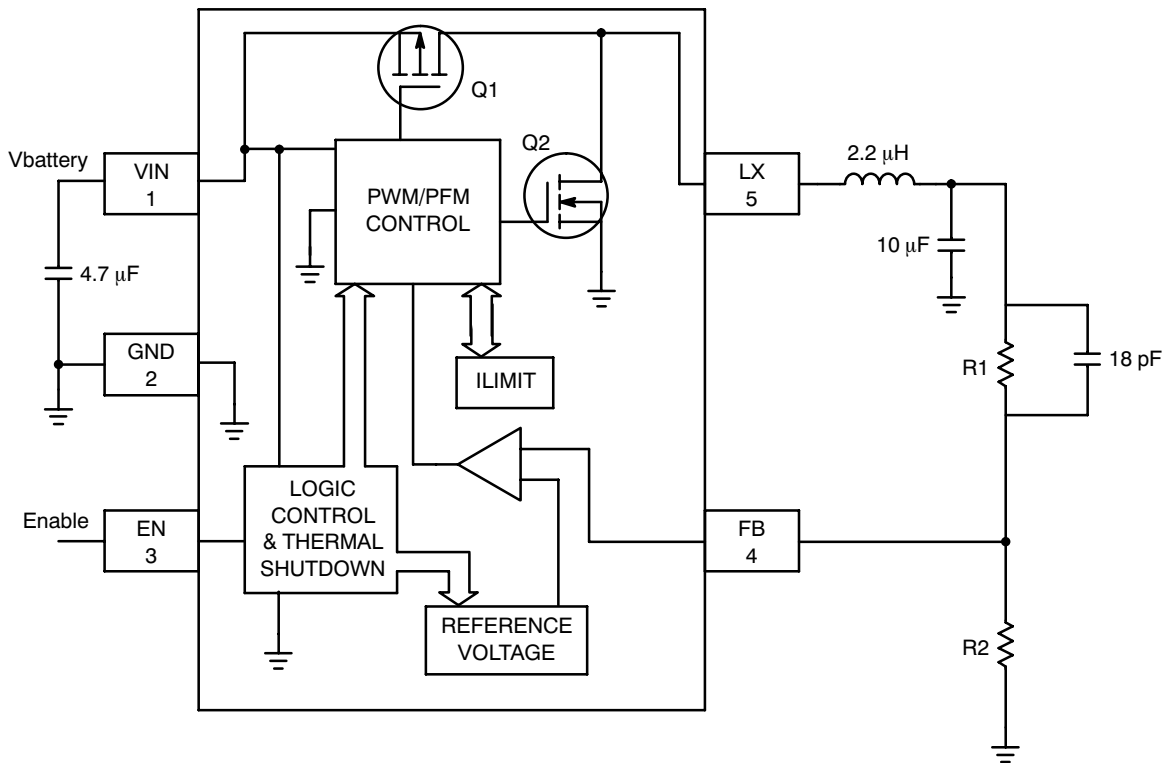 Q1
Q2
Vbattery
VIN
1
PWM/PFM
CONTROL
LX
5
2.2 μH
10 μF
4.7 μF
GND
2
ILIMIT
R1
18 pF
Enable
EN
3
LOGIC
CONTROL
& THERMAL
SHUTDOWN
FB
4
REFERENCE
VOLTAGE
R2